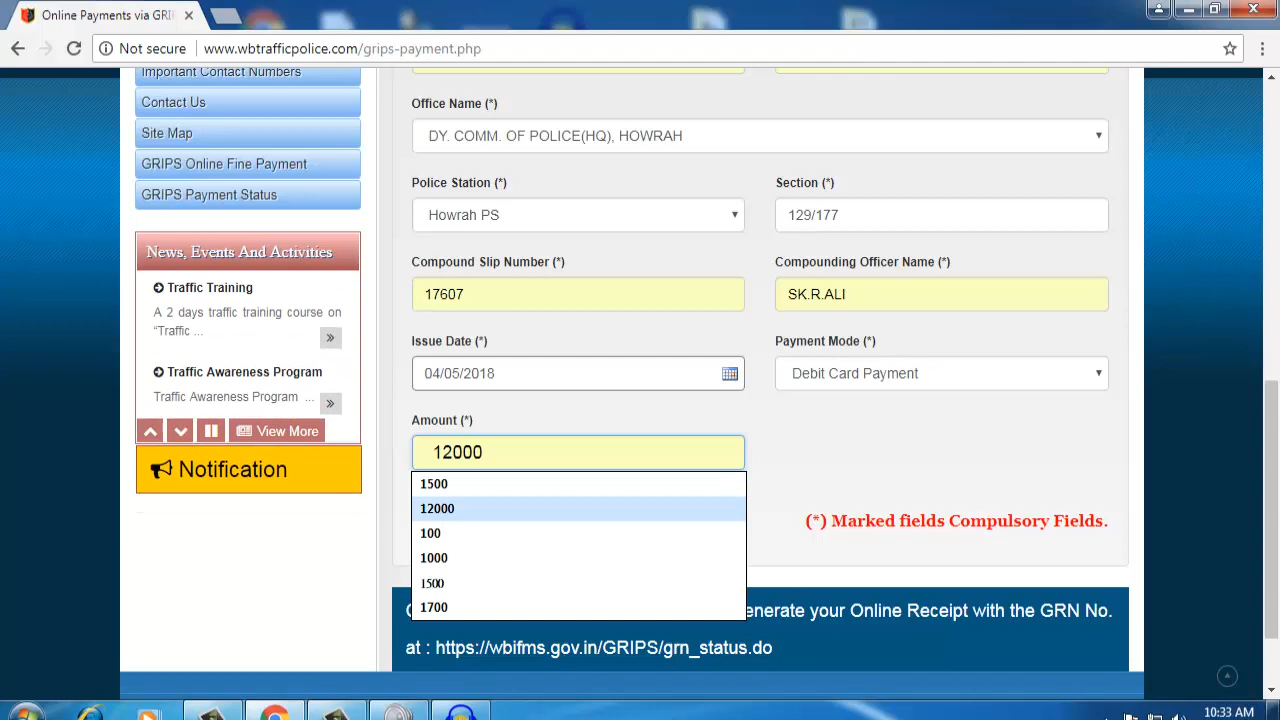 Online Payments via GRI
Not secure
www.wbtrafficpolice.com/grips-payment.php
Important Contact Numbers
Contact Us
Site Map
GRIPS Online Fine Payment
GRIPS Payment Status
News, Events And Activities
Traffic Training
A 2 days traffic training course on
“Traffic ...
»
Traffic Awareness Program
Traffic Awareness Program ...
»
View More
Notification
Office Name (*)
DY. COMM. OF POLICE(HQ), HOWRAH
Police Station (*)
Howrah PS
Section (*)
129/177
Compound Slip Number (*)
17607
Compounding Officer Name (*)
SK.R.ALI
Issue Date (*)
04/05/2018
Payment Mode (*)
Debit Card Payment
Amount (*)
12000
1500
12000
100
1000
1500
1700
(*) Marked fields Compulsory Fields.
enerate your Online Receipt with the GRN No.
at : https://wbifms.gov.in/GRIPS/grn_status.do
10:33 AM